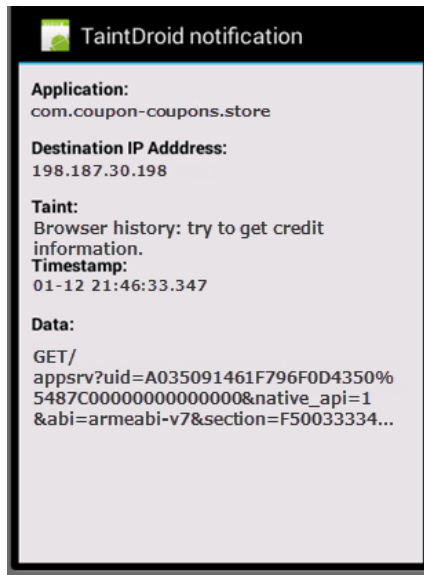 TaintDroid notification
Application:
com.coupon-coupons.store
Destination IP Adddress:
198.187.30.198
Taint:
Browser history: try to get credit
information.
Timestamp:
01-12 21:46:33.347
Data:
GET/
appsrv?uid=A035091461F796F0D4350%
5487C00000000000000&native_api=1
&abi=armeabi-v7&section=F50033334...